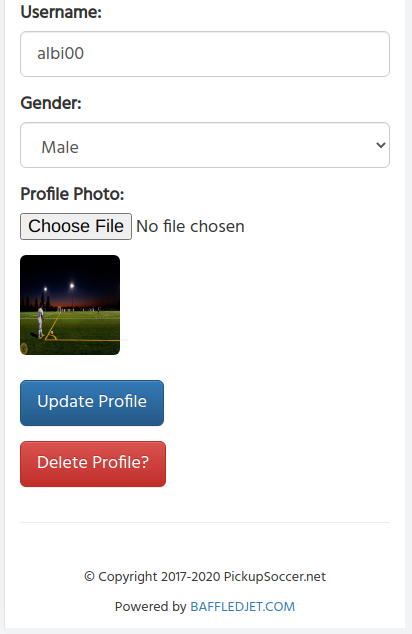 Username:
albi00
Gender:
Male
Profile Photo:
Choose File No file chosen
Update Profile
Delete Profile?
© Copyright 2017-2020 PickupSoccer.net
Powered by BAFFLEDJET.COM